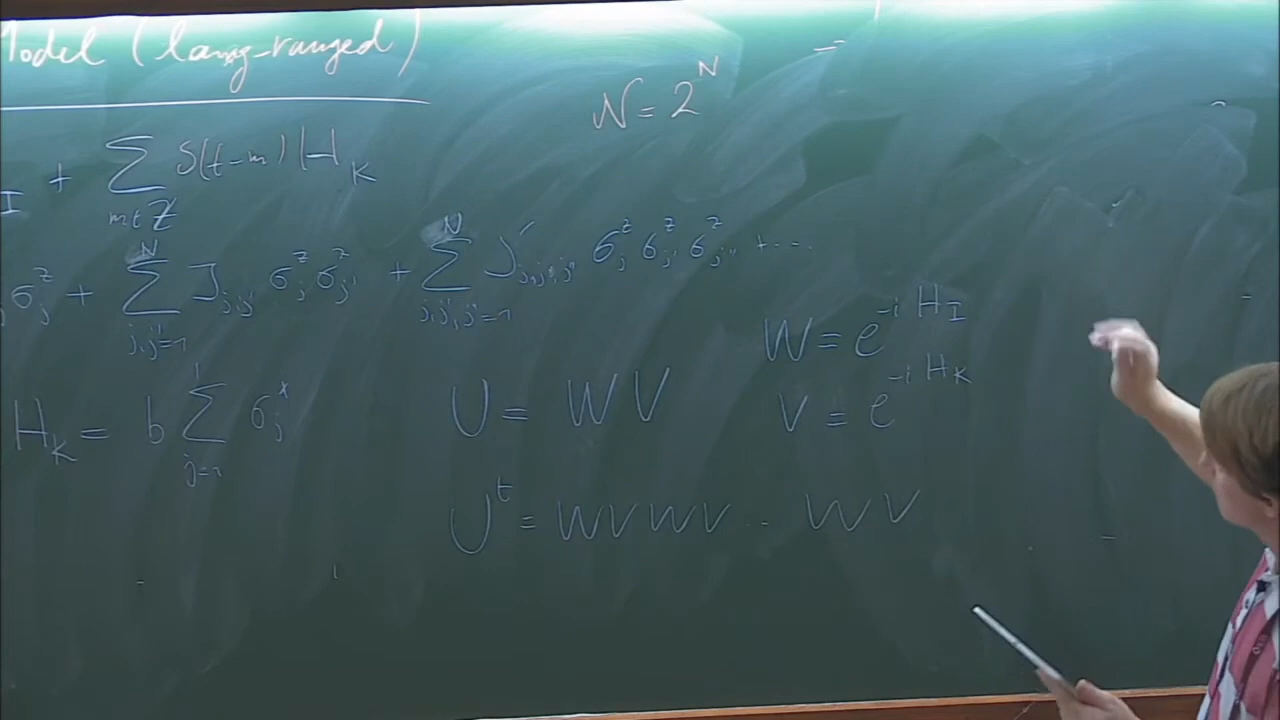 Model (long-ranged)
𝒩 = 2^N
I + ∑_{m∈ℤ} δ(t-m) H_K
σ_j^z + ∑_{j,j'=1}^N J_{j,j'} σ_j^z σ_{j'}^z + ∑_{j,j',j''=1}^N J'_{j,j',j''} σ_j^z σ_{j'}^z σ_{j''}^z + ...
W = e^{-i H_I}
H_K = b ∑_{j=1} σ_j^x
U = W V
V = e^{-i H_K}
U^t = W V W V .. W V